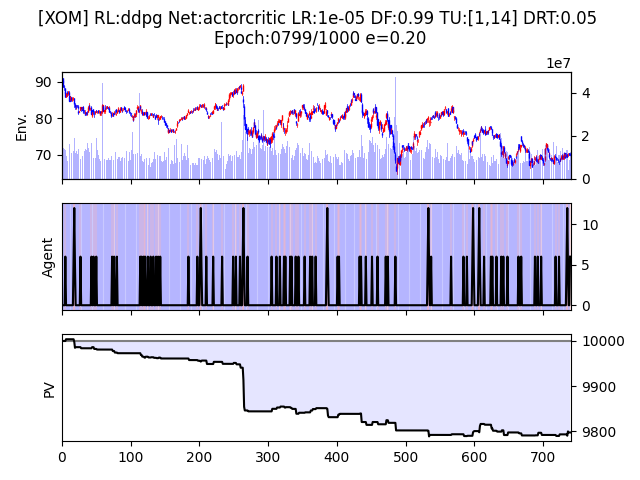 [XOM] RL:ddpg Net:actorcritic LR:1e-05 DF:0.99 TU:[1,14] DRT:0.05
Epoch:0799/1000 e=0.20
1e7
90
80
70
Env.
4
2
0
Agent
10
5
0
PV
10000
9900
9800
0 100 200 300 400 500 600 700